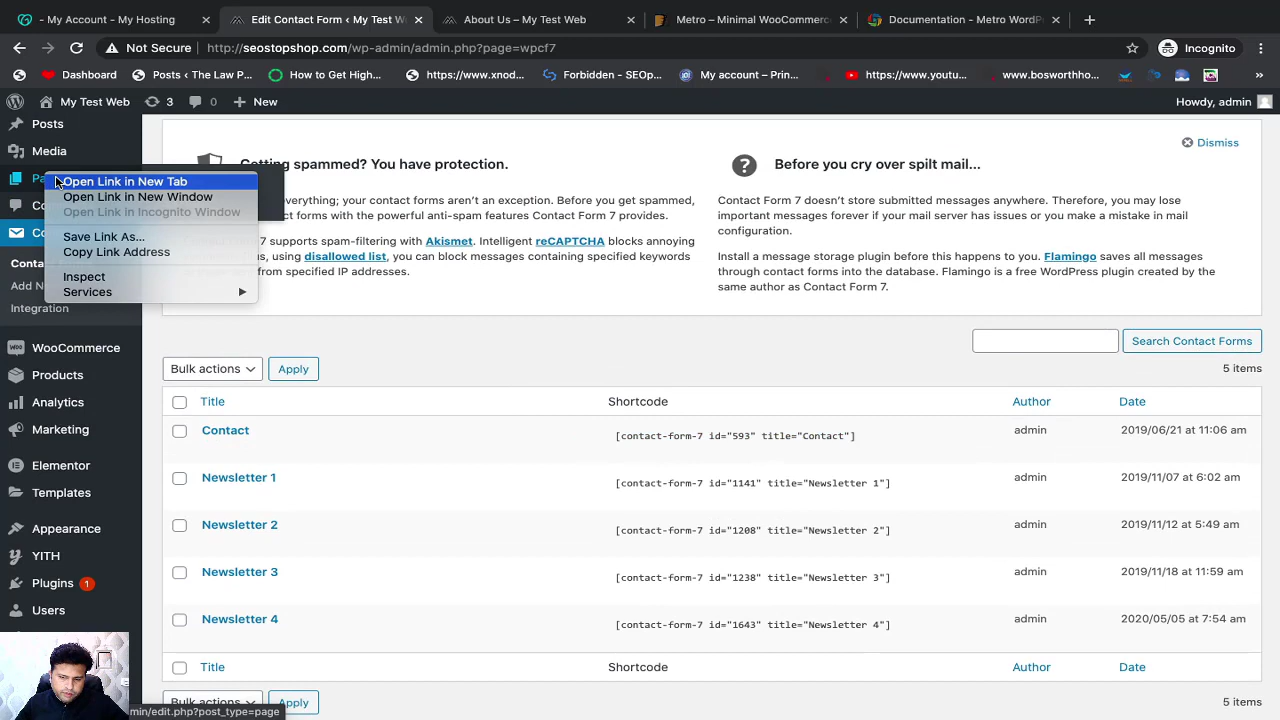 My Account - GoDaddy
Edit Contact Form ‹ My Test W
About Us – My Test Web
Metro – Minimal WooCommerc
Documentation - Metro WordP
Not Secure
http://seostopshop.com/wp-admin/admin.php?page=wpcf7
Incognito
Dashboard
Posts ‹ The Law P...
How to Get High...
https://www.xnoc...
Forbidden - SEOp...
My account – Prin...
https://www.youtu...
www.bosworthho...
»
My Test Web
3
0
New
Howdy, admin
Posts
Media
Open Link in New Tab
Open Link in New Window
Open Link in Incognito Window
Save Link As...
Copy Link Address
Inspect
Services
Integration
WooCommerce
Products
Analytics
Marketing
Elementor
Templates
Appearance
YITH
Plugins 1
Users
min/edit.php?post_type=page
Dismiss
Getting spammed? You have protection.
everything; your contact forms aren't an exception. Before you get spammed,
ct forms with the powerful anti-spam features Contact Form 7 provides.
7 supports spam-filtering with Akismet. Intelligent reCAPTCHA blocks annoying
using disallowed list, you can block messages containing specified keywords
from specified IP addresses.
Before you cry over spilt mail...
Contact Form 7 doesn't store submitted messages anywhere. Therefore, you may lose
important messages forever if your mail server has issues or you make a mistake in mail
configuration.
Install a message storage plugin before this happens to you. Flamingo saves all messages
through contact forms into the database. Flamingo is a free WordPress plugin created by the
same author as Contact Form 7.
Search Contact Forms
Bulk actions
Apply
5 items
Title Shortcode Author Date
Contact [contact-form-7 id="593" title="Contact"] admin 2019/06/21 at 11:06 am
Newsletter 1 [contact-form-7 id="1141" title="Newsletter 1"] admin 2019/11/07 at 6:02 am
Newsletter 2 [contact-form-7 id="1208" title="Newsletter 2"] admin 2019/11/12 at 5:49 am
Newsletter 3 [contact-form-7 id="1238" title="Newsletter 3"] admin 2019/11/18 at 11:59 am
Newsletter 4 [contact-form-7 id="1643" title="Newsletter 4"] admin 2020/05/05 at 7:54 am
Title Shortcode Author Date
Bulk actions
Apply
5 items